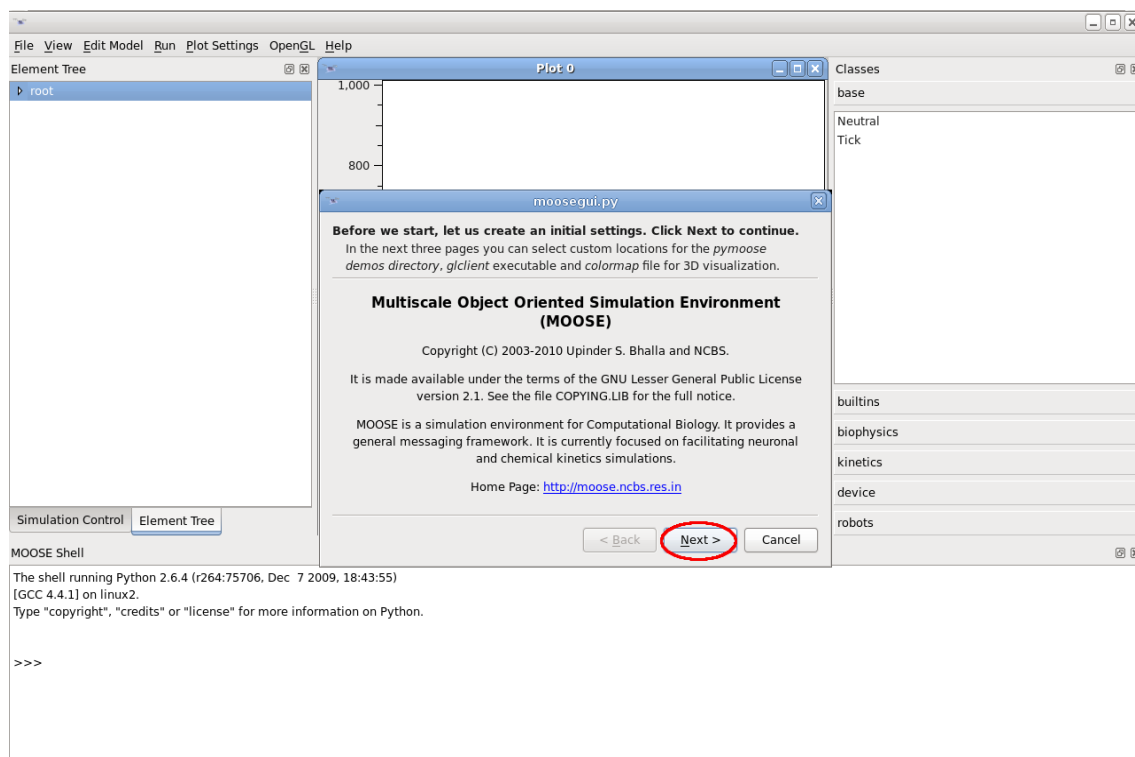 File View Edit Model Run Plot Settings OpenGL Help
Element Tree
root
Plot 0
1,000
800
Classes
base
Neutral
Tick
builtins
biophysics
kinetics
device
robots
moosegui.py
Before we start, let us create an initial settings. Click Next to continue.
In the next three pages you can select custom locations for the pymoose
demos directory, glclient executable and colormap file for 3D visualization.
Multiscale Object Oriented Simulation Environment
(MOOSE)
Copyright (C) 2003-2010 Upinder S. Bhalla and NCBS.
It is made available under the terms of the GNU Lesser General Public License
version 2.1. See the file COPYING.LIB for the full notice.
MOOSE is a simulation environment for Computational Biology. It provides a
general messaging framework. It is currently focused on facilitating neuronal
and chemical kinetics simulations.
Home Page: http://moose.ncbs.res.in
< Back Next > Cancel
Simulation Control Element Tree
MOOSE Shell
The shell running Python 2.6.4 (r264:75706, Dec 7 2009, 18:43:55)
[GCC 4.4.1] on linux2.
Type "copyright", "credits" or "license" for more information on Python.
>>>